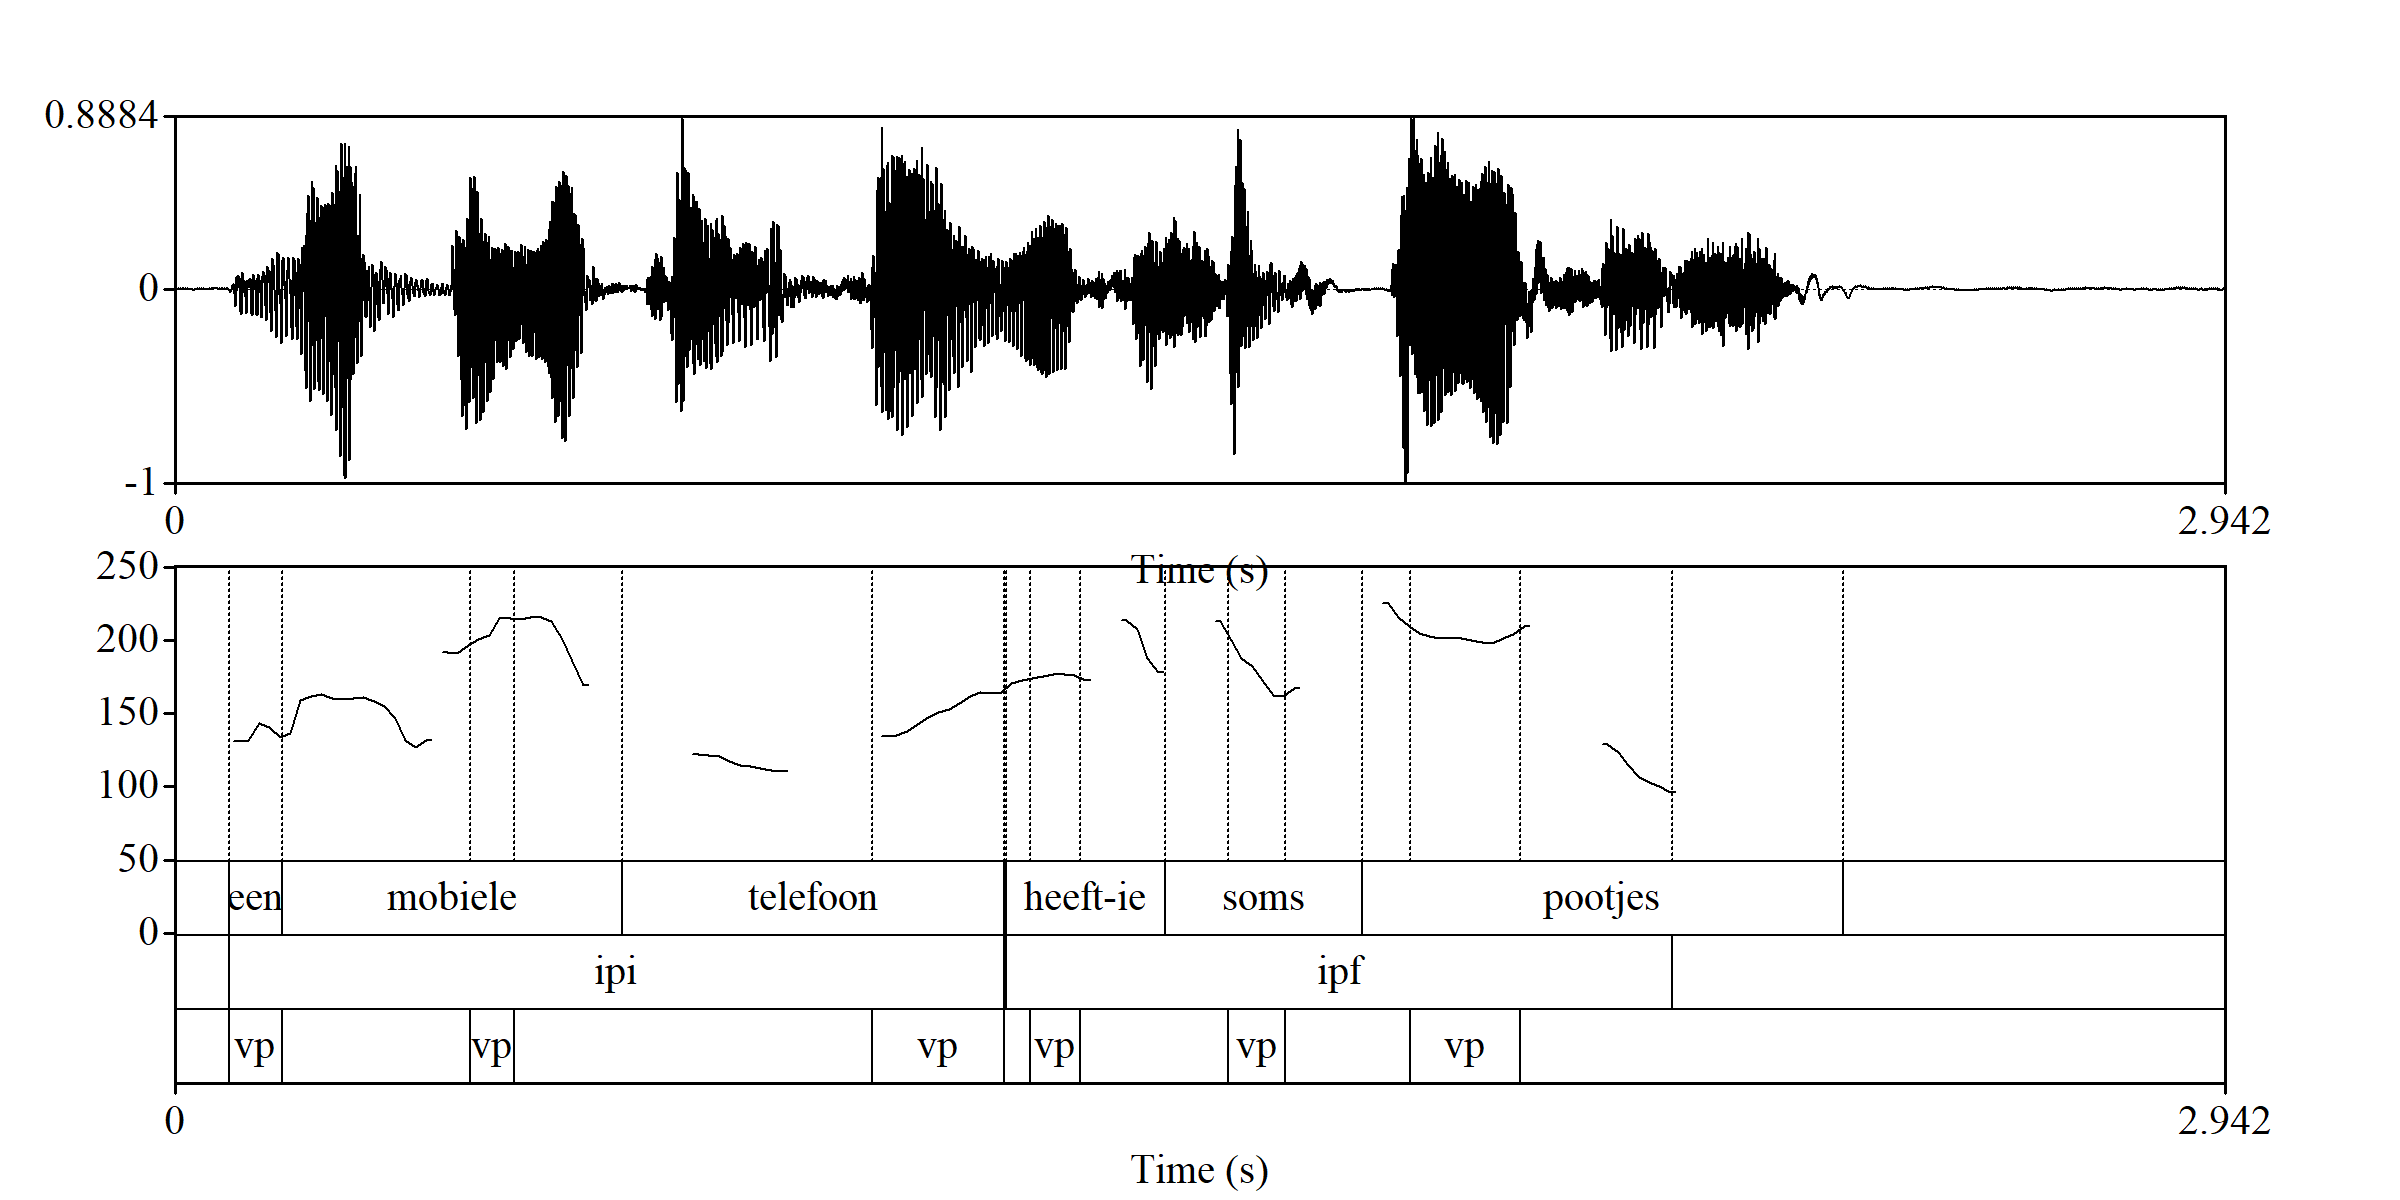 0.8884
0
-1
0 2.942
Time (s)
250
200
150
100
50
0
een mobiele telefoon heeft-ie soms pootjes
ipi ipf
vp vp vp vp vp vp
0 2.942
Time (s)